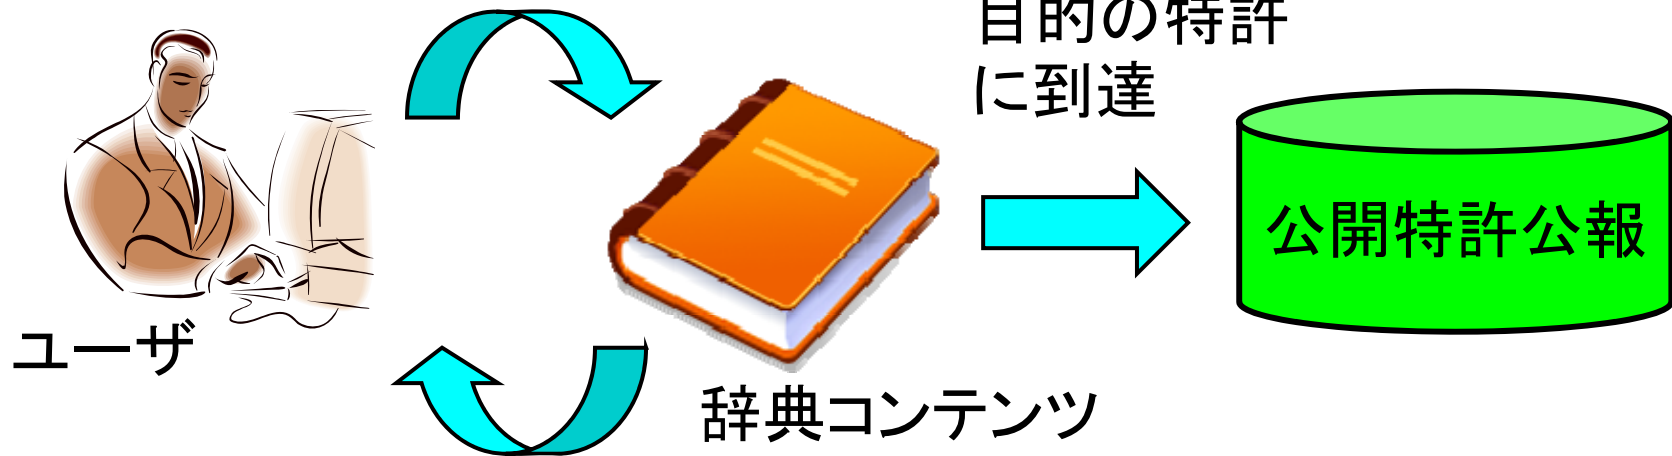 目的の特許
に到達
公開特許公報
ユーザ
辞典コンテンツ